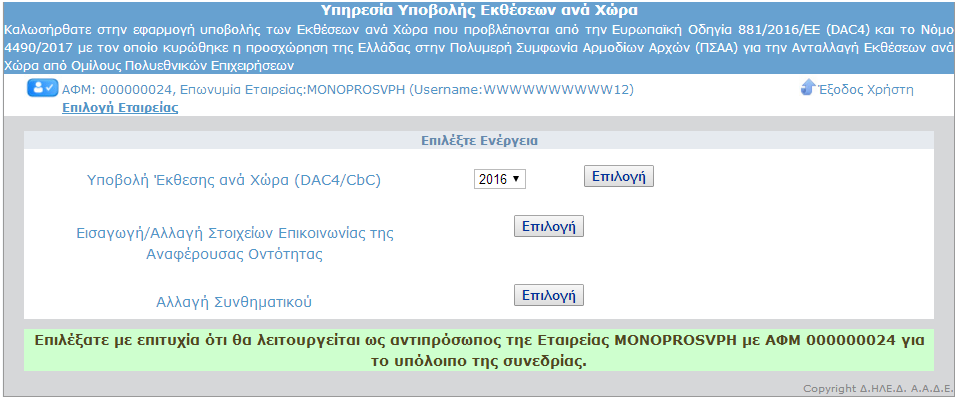 Υπηρεσία Υποβολής Εκθέσεων ανά Χώρα
Καλωσήρθατε στην εφαρμογή υποβολής των Εκθέσεων ανά Χώρα που προβλέπονται από την Ευρωπαϊκή Οδηγία 881/2016/ΕΕ (DAC4) και το Νόμο
4490/2017 με τον οποίο κυρώθηκε η προσχώρηση της Ελλάδας στην Πολυμερή Συμφωνία Αρμοδίων Αρχών (ΠΣΑΑ) για την Ανταλλαγή Εκθέσεων ανά
Χώρα από Ομίλους Πολυεθνικών Επιχειρήσεων
ΑΦΜ: 000000024, Επωνυμία Εταιρείας:MONOPROSVPH (Username:WWWWWWWWWW12)
Έξοδος Χρήστη
Επιλογή Εταιρείας
Επιλέξτε Ενέργεια
Υποβολή Έκθεσης ανά Χώρα (DAC4/CbC) 2016 Επιλογή
Εισαγωγή/Αλλαγή Στοιχείων Επικοινωνίας της
Αναφέρουσας Οντότητας
Επιλογή
Αλλαγή Συνθηματικού Επιλογή
Επιλέξατε με επιτυχία ότι θα λειτουργείται ως αντιπρόσωπος τηε Εταιρείας MONOPROSVPH με ΑΦΜ 000000024 για
το υπόλοιπο της συνεδρίας.
Copyright Δ.ΗΛΕ.Δ. Α.Α.Δ.Ε.